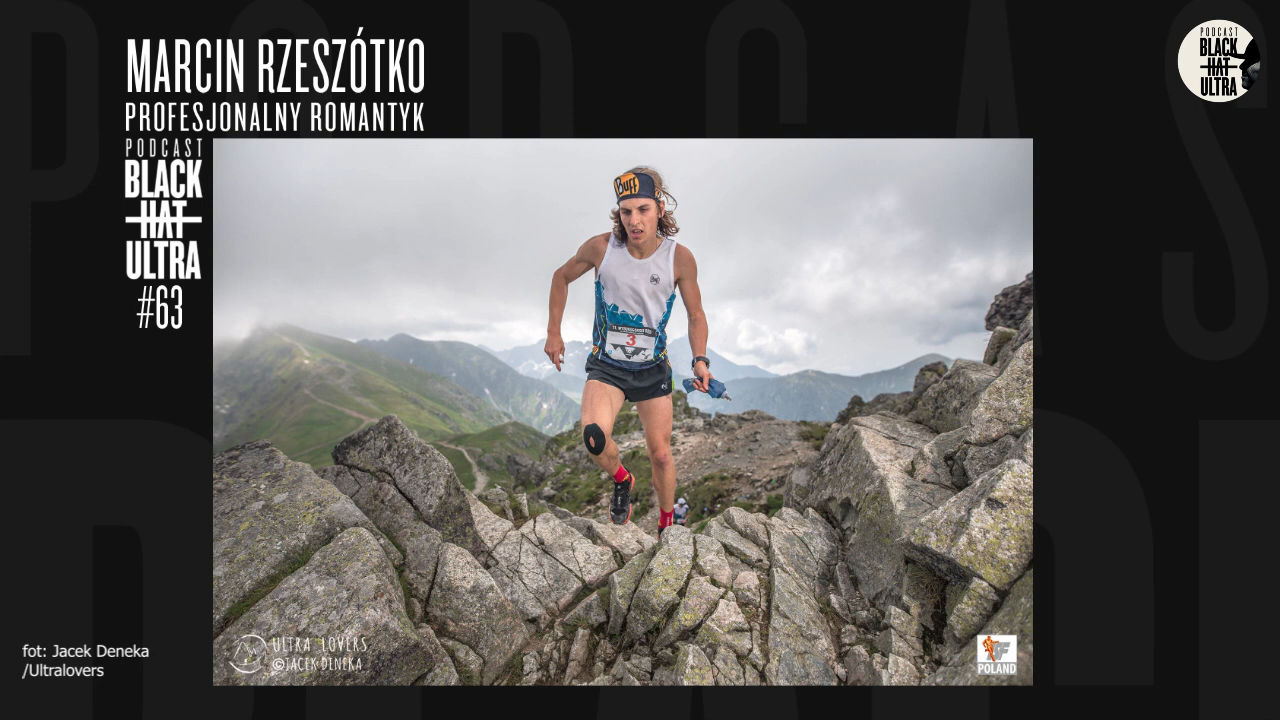 MARCIN RZESZÓTKO
PROFESJONALNY ROMANTYK
PODCAST
BLACK
HAT
ULTRA
#63
PODCAST
BLACK
HAT
ULTRA
BUFF
3
ULTRA LOVERS
©JACEK DENEKA
POLAND
fot: Jacek Deneka
/Ultralovers